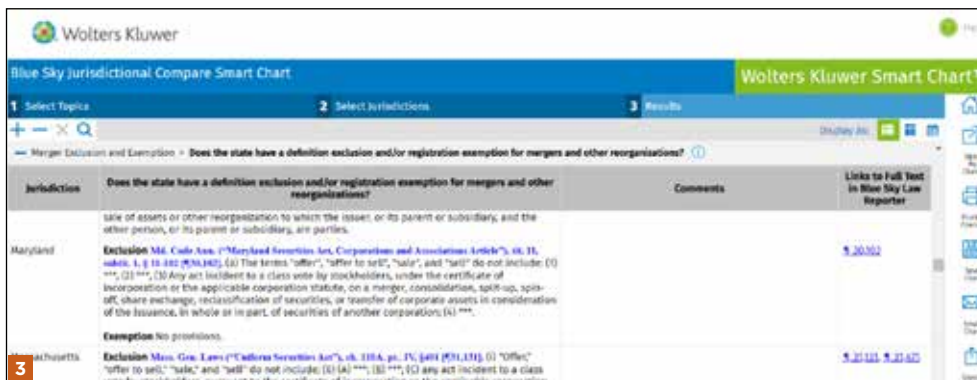 Wolters Kluwer
Blue Sky Jurisdictional Compare Smart Chart
Wolters Kluwer Smart Chart
1 Select Topics
2 Select Jurisdictions
3 Results
Display As:
Merger Exclusion and Exemption > Does the state have a definition exclusion and/or registration exemption for mergers and other reorganizations?
Jurisdiction
Does the state have a definition exclusion and/or registration exemption for mergers and other
reorganizations?
Comments
Links to Full Text
in Blue Sky Law
Reporter
sale of assets or other reorganization to which the issuer, or its parent or subsidiary, and the
other person, or its parent or subsidiary, are parties.
Maryland
Exclusion Md. Code Ann. ("Maryland Securities Act, Corporations and Associations Article"), tit. 11,
subtit. 1, § 11-102 [¶30,102]. (a) The terms "offer", "offer to sell", "sale", and "sell" do not include: (1)
***, (2) ***, (3) Any act incident to a class vote by stockholders, under the certificate of
incorporation or the applicable corporation statute, on a merger, consolidation, split-up, spin-
off, share exchange, reclassification of securities, or transfer of corporate assets in consideration
of the issuance, in whole or in part, of securities of another corporation; (4) ***.
¶ 30,102
Exemption No provisions.
Massachusetts
Exclusion Mass. Gen. Laws ("Uniform Securities Act"), ch. 110A, pt. IV, §401 [¶31,131]. (i) "Offer,"
"offer to sell," "sale," and "sell" do not include: (6) (A) ***, (B) ***, (C) any act incident to a class
¶ 31,131,
3